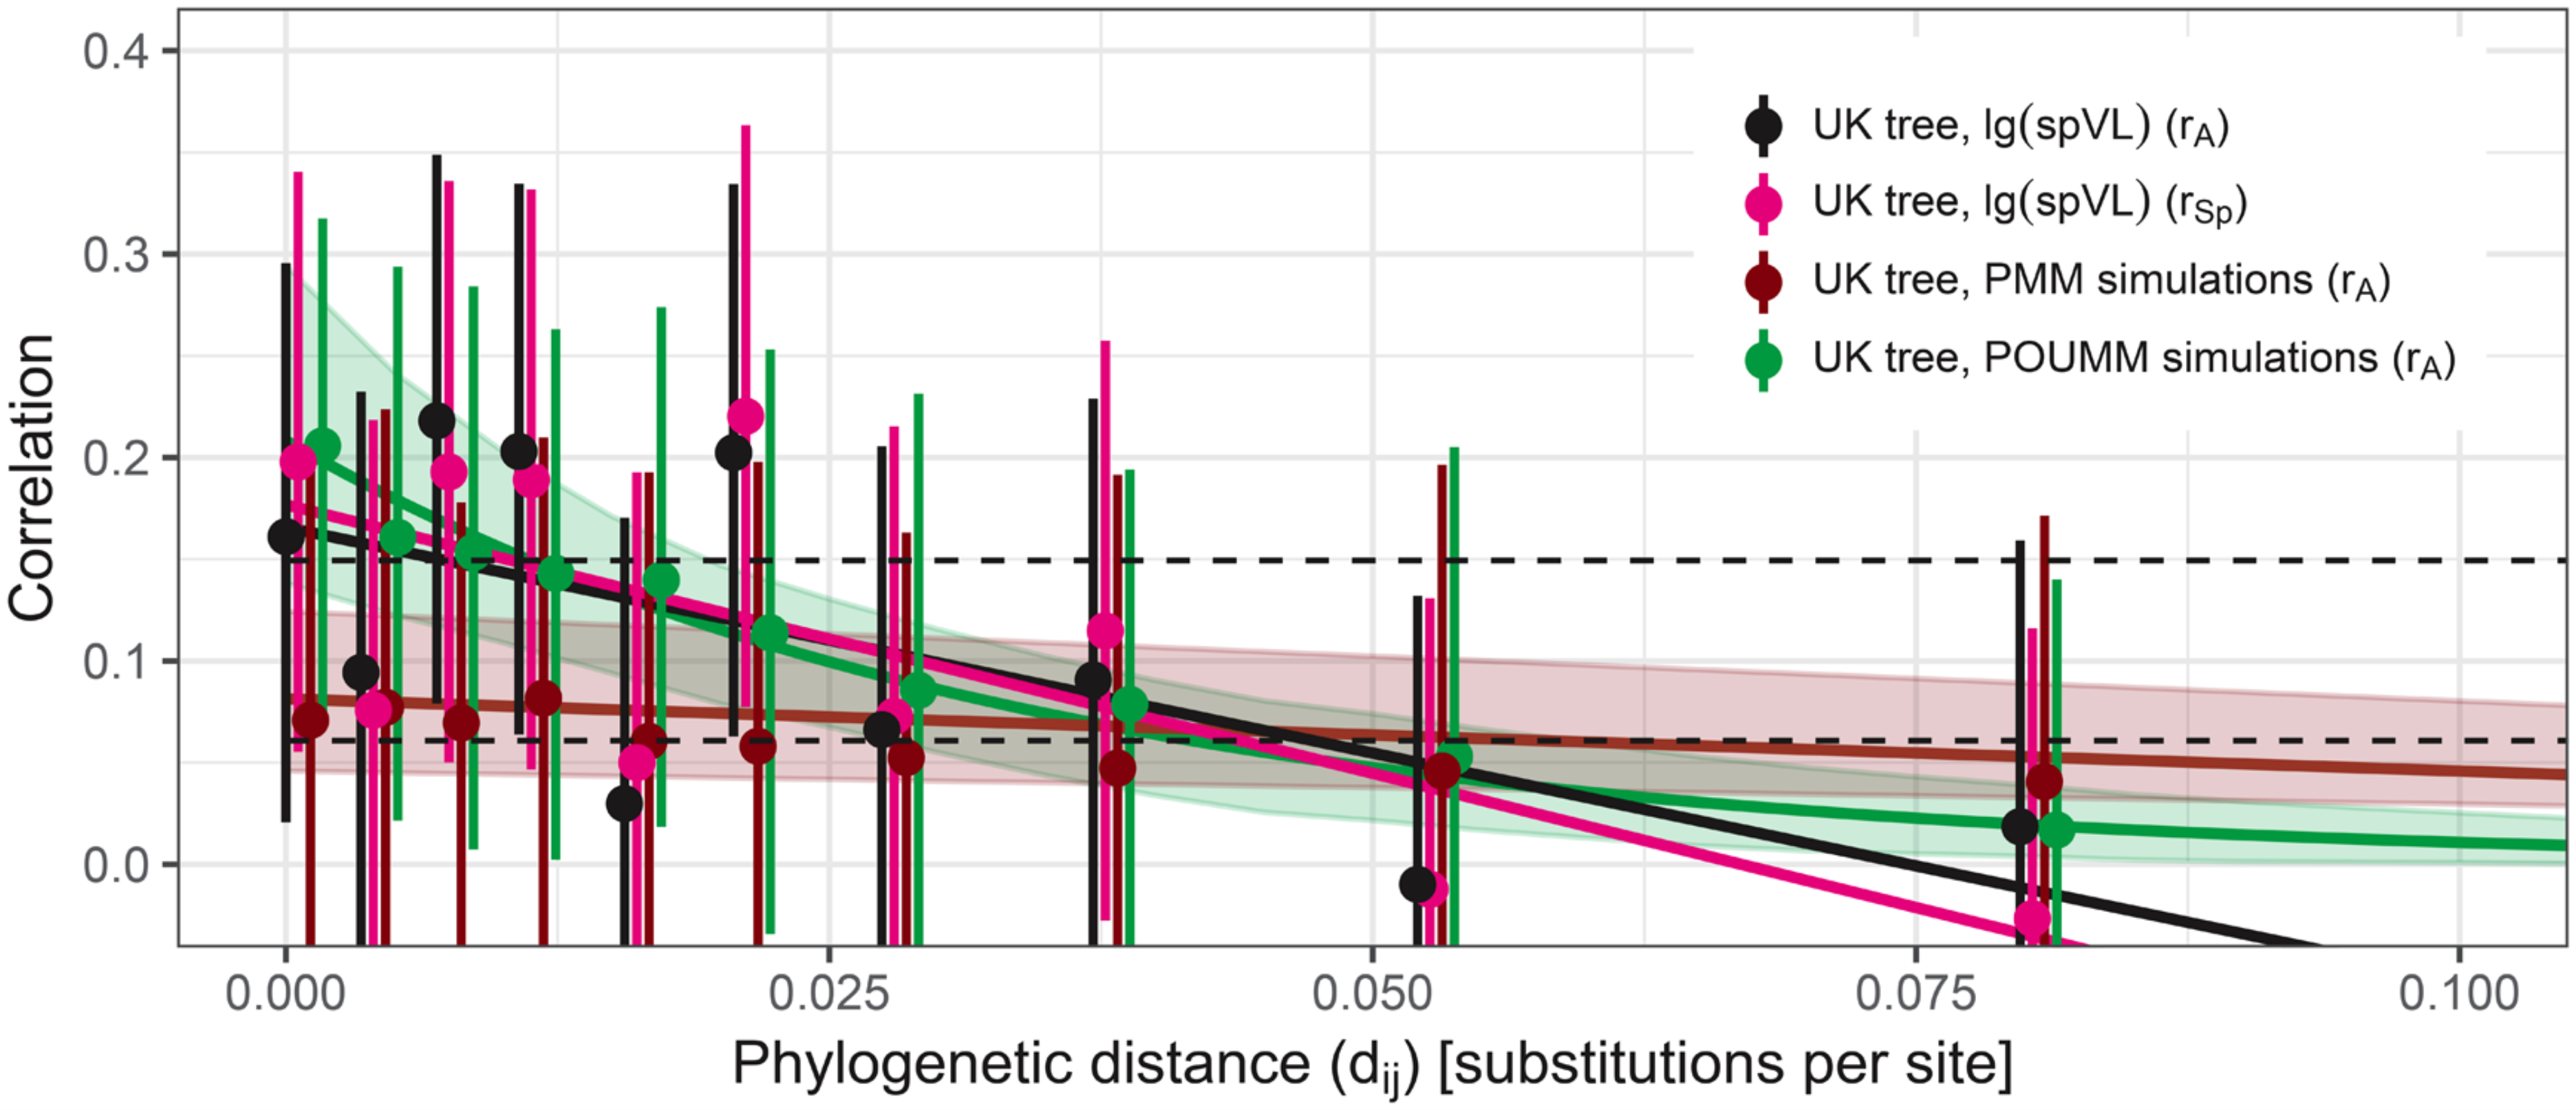 Correlation
0.4
0.3
0.2
0.1
0.0
UK tree, lg(spVL) (rA)
UK tree, lg(spVL) (rSp)
UK tree, PMM simulations (rA)
UK tree, POUMM simulations (rA)
0.000 0.025 0.050 0.075 0.100
Phylogenetic distance (dij) [substitutions per site]